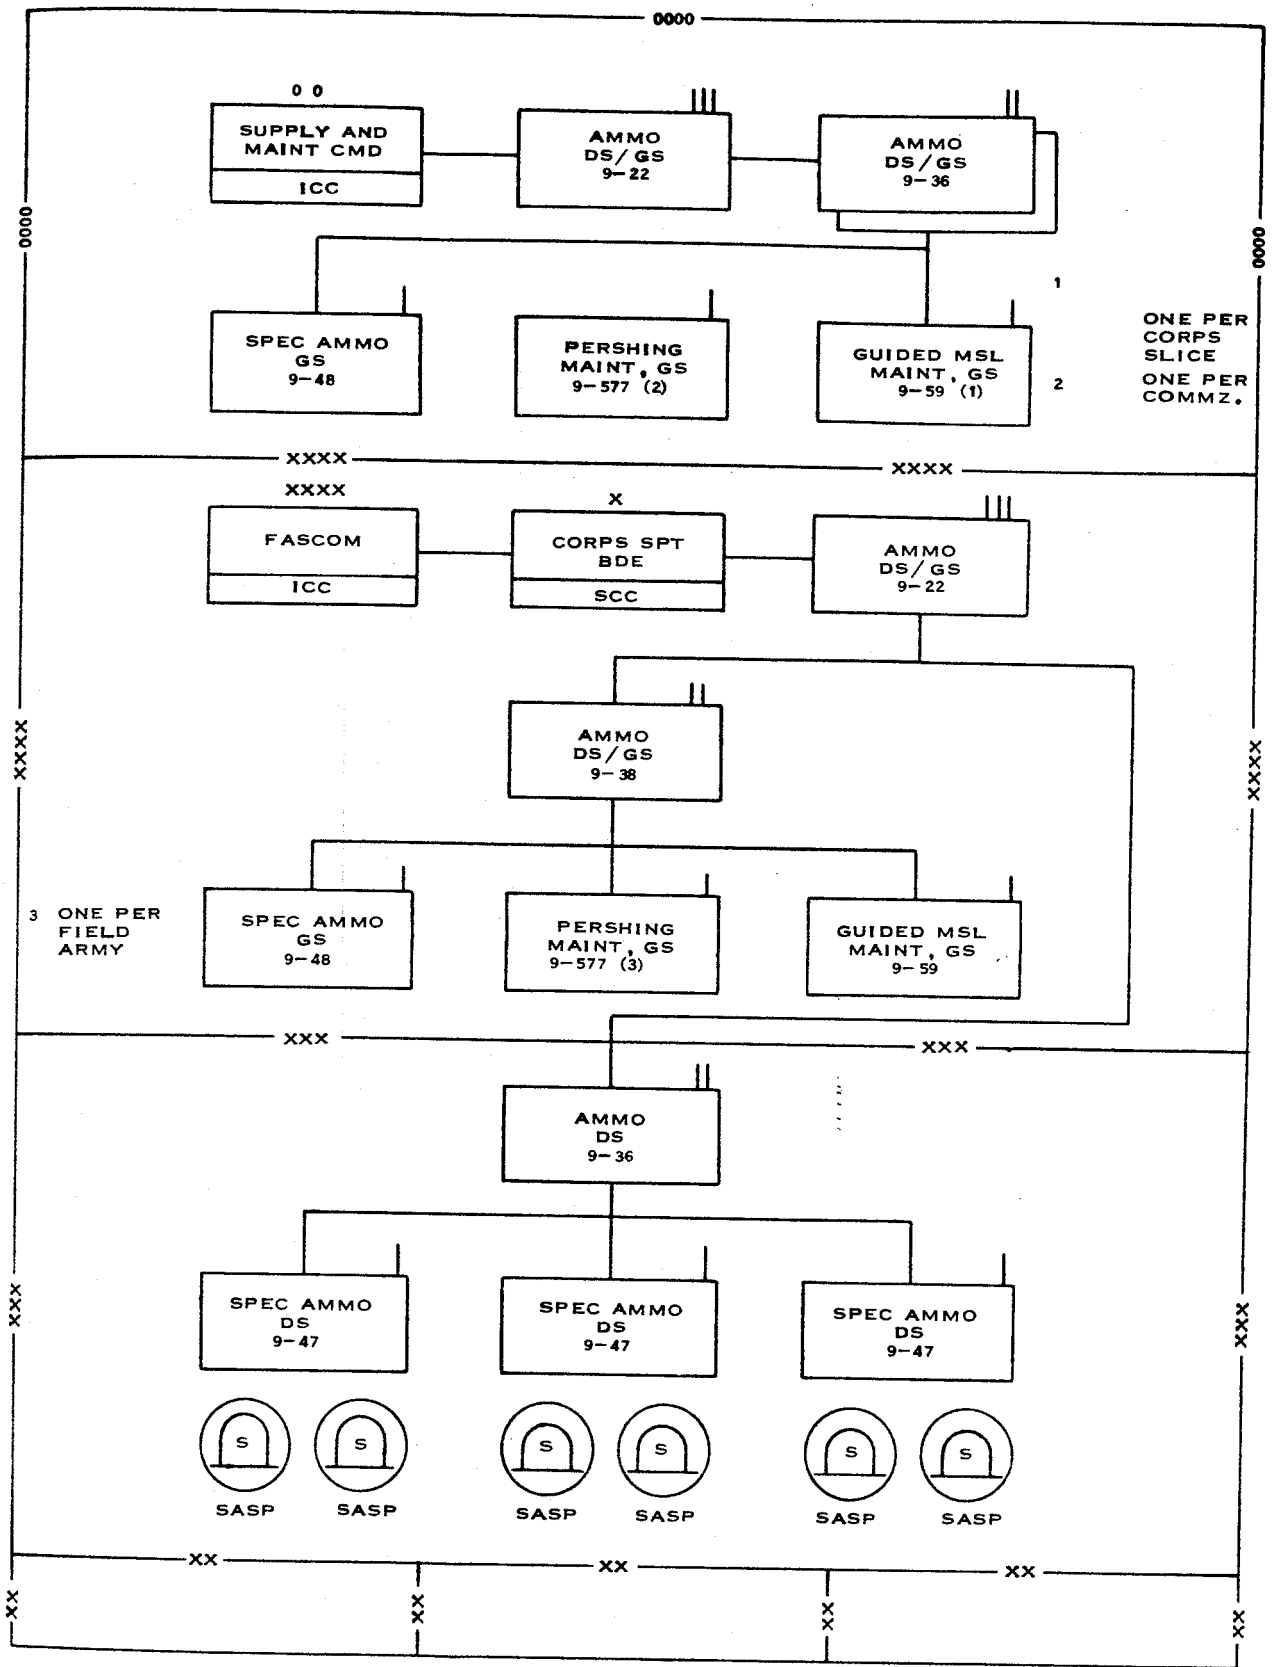 0000
0 0
SUPPLY AND
MAINT CMD
ICC
AMMO
DS/GS
9-22
AMMO
DS/GS
9-36
0000
0000
SPEC AMMO
GS
9-48
PERSHING
MAINT, GS
9-577 (2)
GUIDED MSL
MAINT, GS
9-59 (1)
1
ONE PER
CORPS
SLICE
2
ONE PER
COMMZ.
XXXX
XXXX
XXXX
FASCOM
ICC
X
CORPS SPT
BDE
SCC
AMMO
DS/GS
9-22
AMMO
DS/GS
9-38
XXXX
XXXX
3 ONE PER
FIELD
ARMY
SPEC AMMO
GS
9-48
PERSHING
MAINT, GS
9-577 (3)
GUIDED MSL
MAINT, GS
9-59
XXX
XXX
AMMO
DS
9-36
SPEC AMMO
DS
9-47
SPEC AMMO
DS
9-47
SPEC AMMO
DS
9-47
XXX
XXX
S
S
S
S
S
S
SASP
SASP
SASP
SASP
SASP
SASP
XX
XX
XX
XX
XX
XX
XX